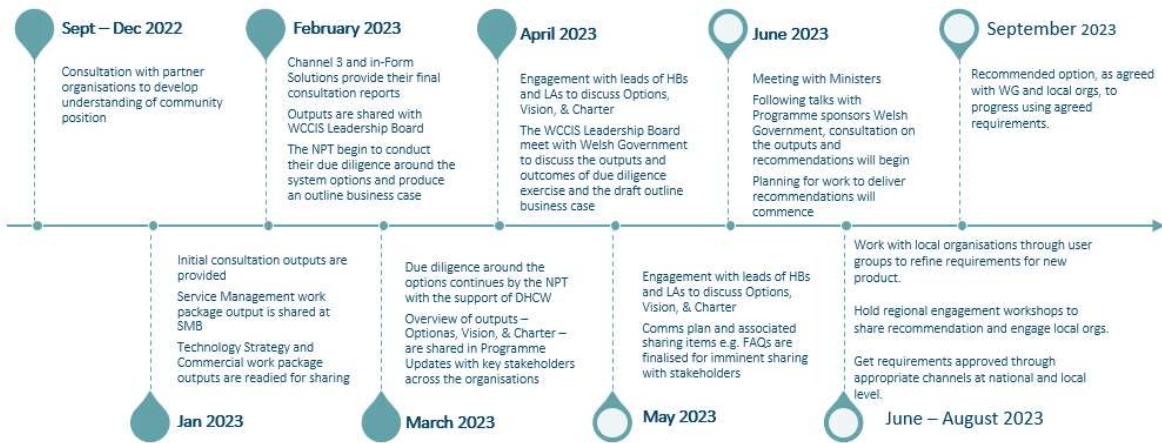 Sept – Dec 2022
Consultation with partner
organisations to develop
understanding of community
position
February 2023
Channel 3 and in-Form
Solutions provide their final
consultation reports
Outputs are shared with
WCCIS Leadership Board
The NPT begin to conduct
their due diligence around the
system options and produce
an outline business case
April 2023
Engagement with leads of HBs
and LAs to discuss Options,
Vision, & Charter
The WCCIS Leadership Board
meet with Welsh Government
to discuss the outputs and
outcomes of due diligence
exercise and the draft outline
business case
June 2023
Meeting with Ministers
Following talks with
Programme sponsors Welsh
Government, consultation on
the outputs and
recommendations will begin
Planning for work to deliver
recommendations will
commence
September 2023
Recommended option, as agreed
with WG and local orgs, to
progress using agreed
requirements.
Initial consultation outputs are
provided
Service Management work
package output is shared at
SMB
Technology Strategy and
Commercial work package
outputs are readied for sharing
Jan 2023
Due diligence around the
options continues by the NPT
with the support of DHCW
Overview of outputs –
Optionas, Vision, & Charter –
are shared in Programme
Updates with key stakeholders
across the organisations
March 2023
Engagement with leads of HBs
and LAs to discuss Options,
Vision, & Charter
Comms plan and associated
sharing items e.g. FAQs are
finalised for imminent sharing
with stakeholders
May 2023
Work with local organisations through user
groups to refine requirements for new
product.
Hold regional engagement workshops to
share recommendation and engage local orgs.
Get requirements approved through
appropriate channels at national and local
level.
June – August 2023